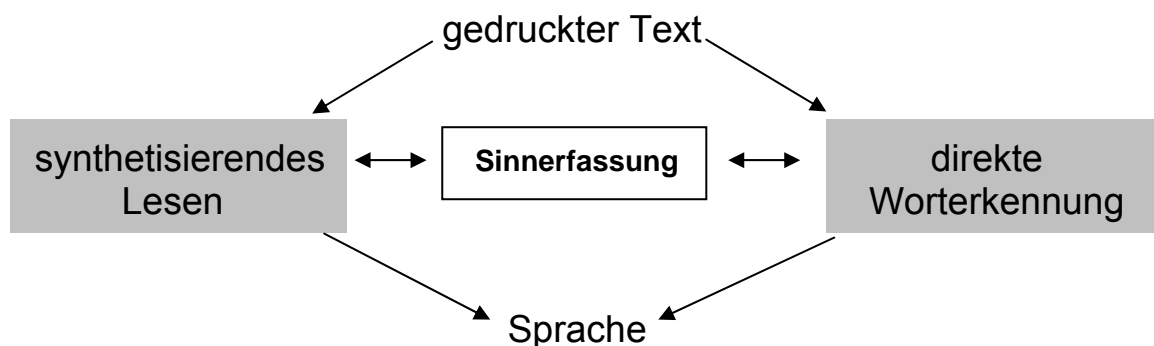 gedruckter Text
synthetisierendes
Lesen
Sinnerfassung
direkte
Worterkennung
Sprache